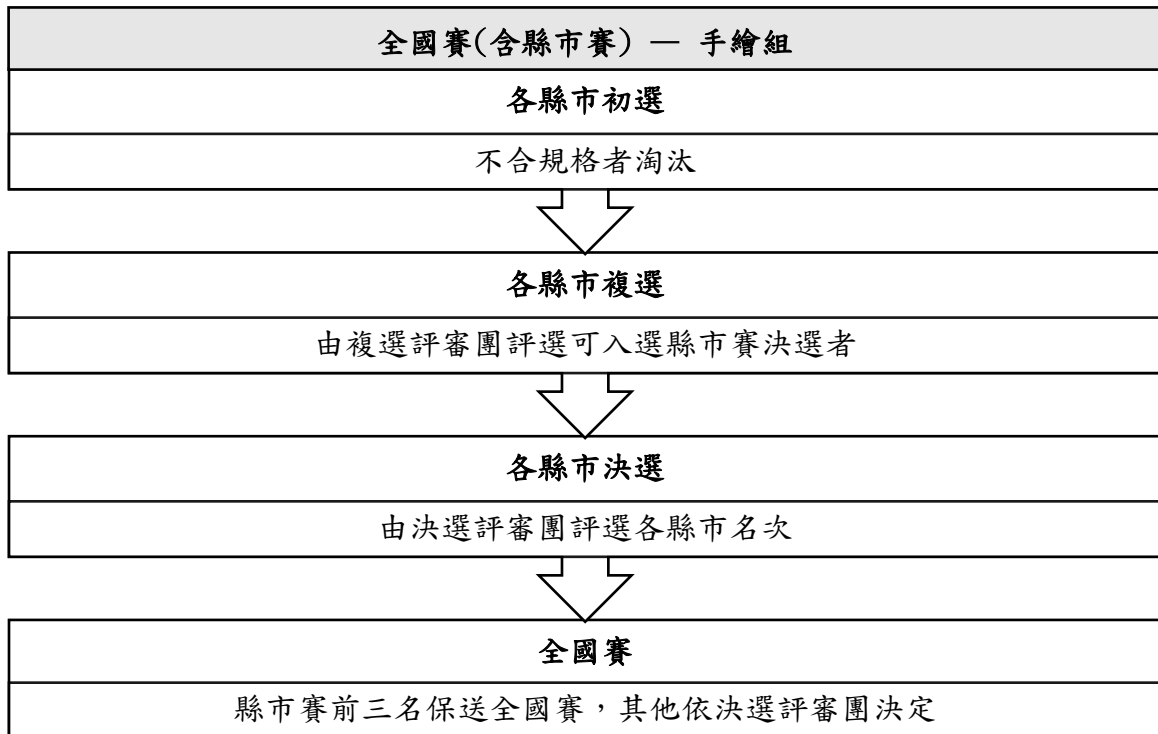 全國賽(含縣市賽) — 手繪組
各縣市初選
不合規格者淘汰
各縣市複選
由複選評審團評選可入選縣市賽決選者
各縣市決選
由決選評審團評選各縣市名次
全國賽
縣市賽前三名保送全國賽，其他依決選評審團決定